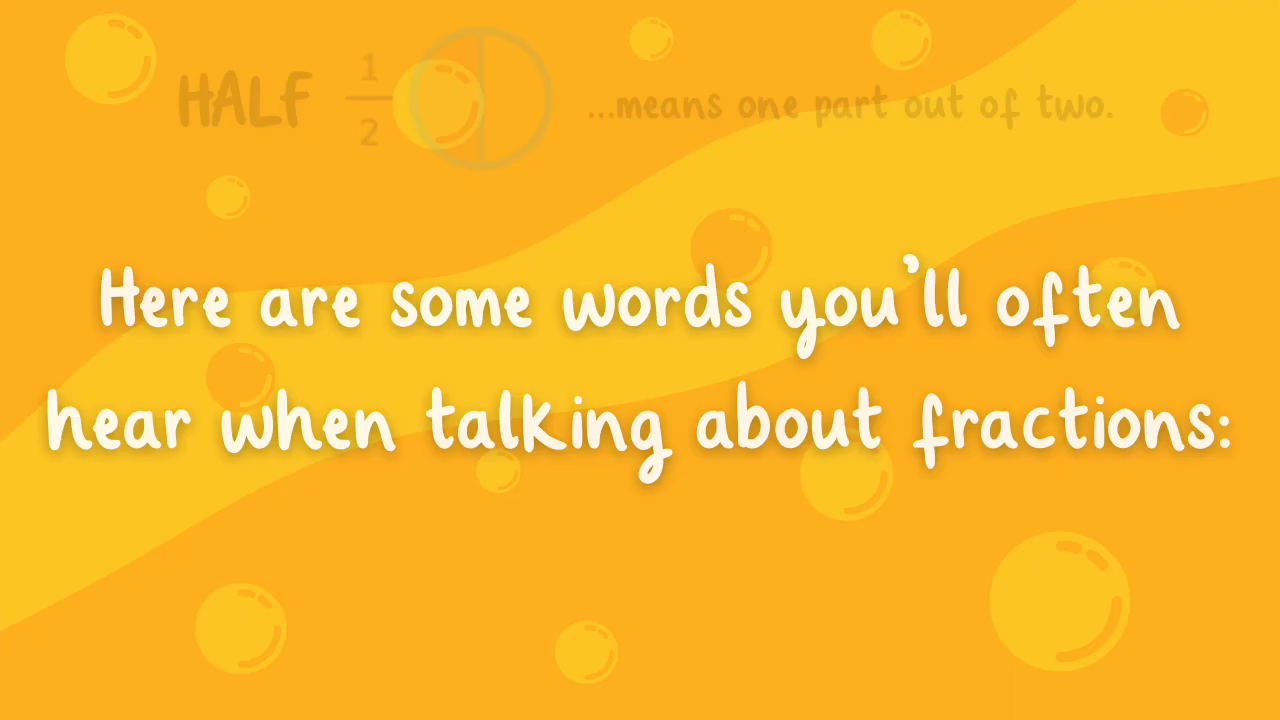 HALF 1/2 ...means one part out of two.
Here are some words you'll often
hear when talking about fractions: